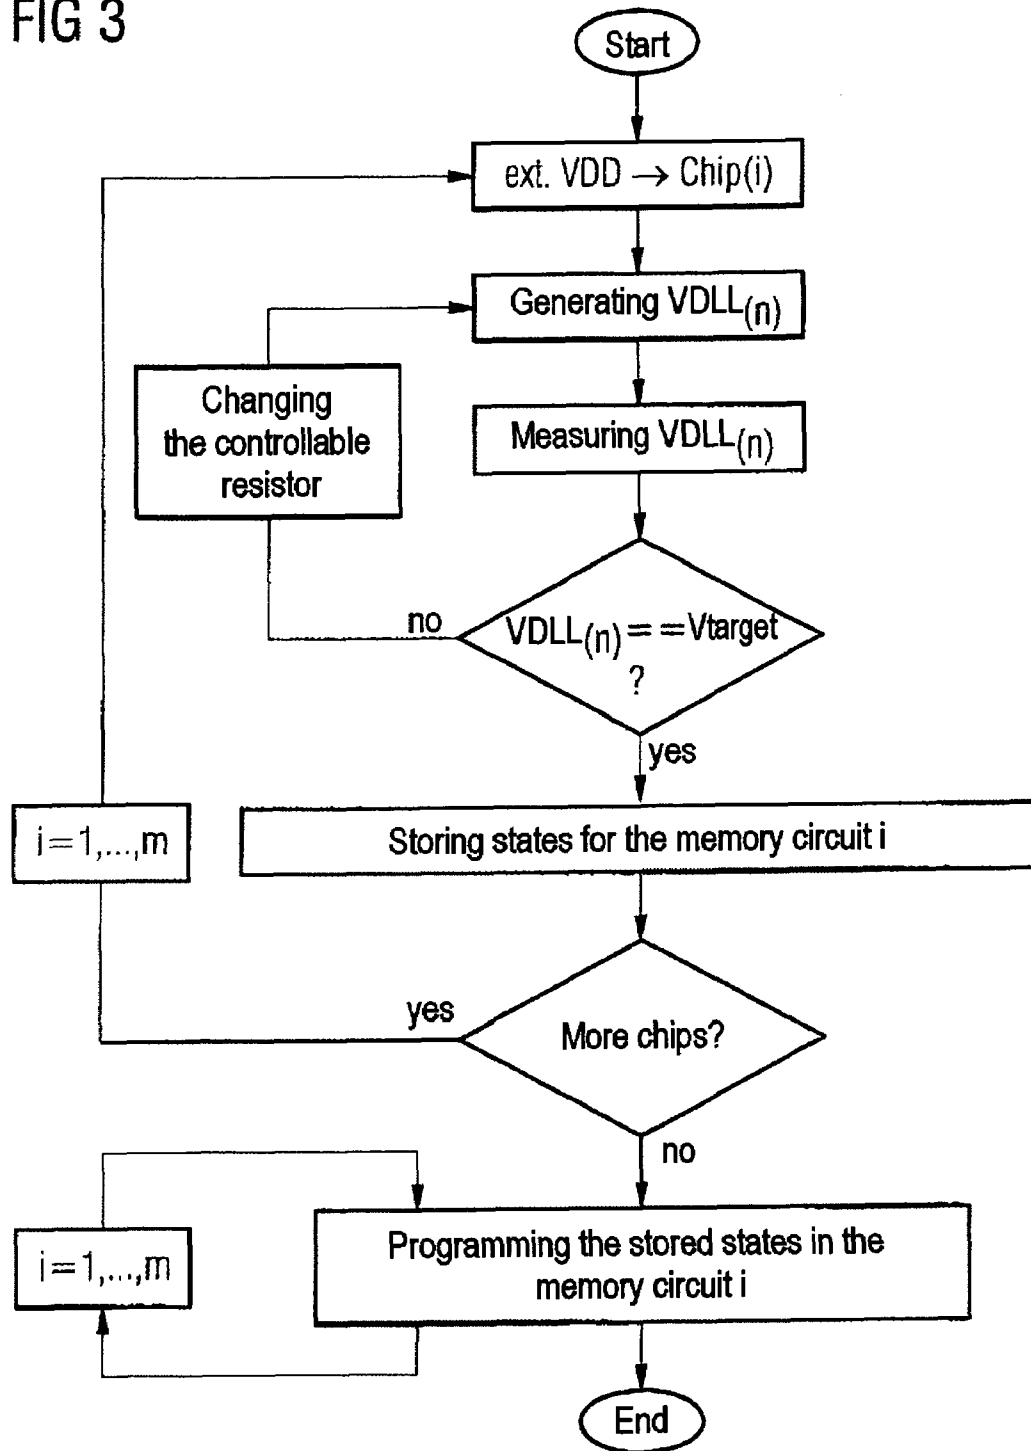 FIG 3
Start
ext. VDD → Chip(i)
Generating VDLL(n)
Changing
the controllable
resistor
Measuring VDLL(n)
no
VDLL(n)==Vtarget
?
yes
i=1,...,m
Storing states for the memory circuit i
yes
More chips?
no
i=1,...,m
Programming the stored states in the
memory circuit i
End